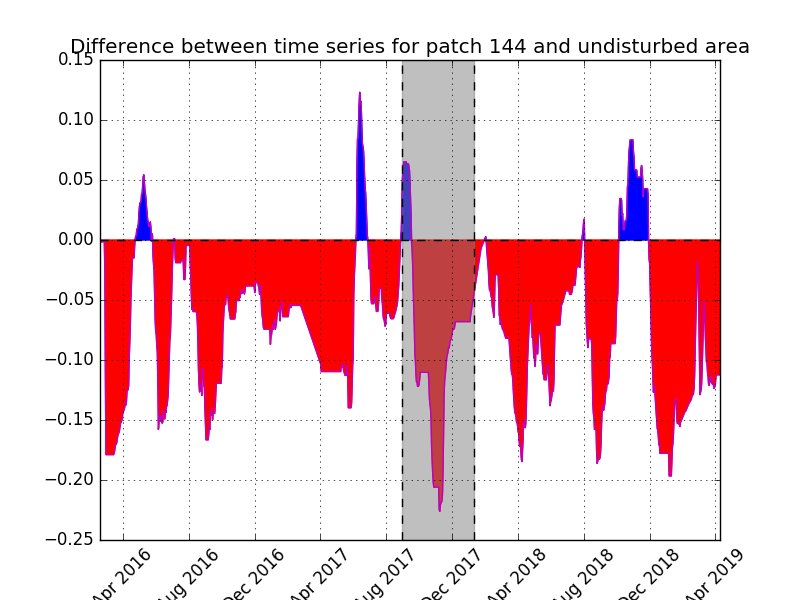 Difference between time series for patch 144 and undisturbed area
0.15
0.10
0.05
0.00
−0.05
−0.10
−0.15
−0.20
−0.25
Apr 2016
Aug 2016
Dec 2016
Apr 2017
Aug 2017
Dec 2017
Apr 2018
Aug 2018
Dec 2018
Apr 2019